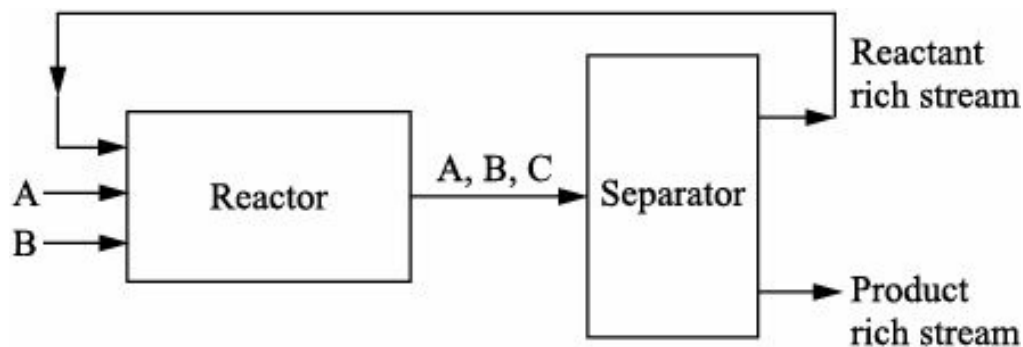 Reactant
rich stream
A, B, C
A
Reactor
Separator
B
Product
rich stream